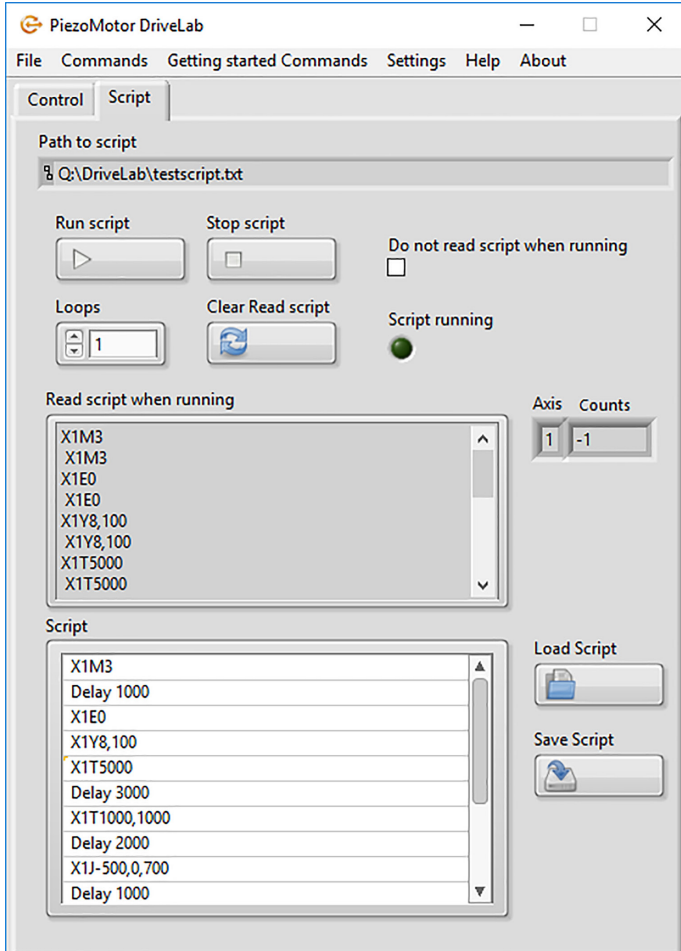 PiezoMotor DriveLab
File Commands Getting started Commands Settings Help About
Control Script
Path to script
Q:\DriveLab\testscript.txt
Run script Stop script
Do not read script when running
Loops Clear Read script
Script running
1
Read script when running
Axis Counts
1 -1
X1M3
X1M3
X1E0
X1E0
X1Y8,100
X1Y8,100
X1T5000
X1T5000
Script
X1M3
Delay 1000
X1E0
X1Y8,100
X1T5000
Delay 3000
X1T1000,1000
Delay 2000
X1J-500,0,700
Delay 1000
Load Script
Save Script